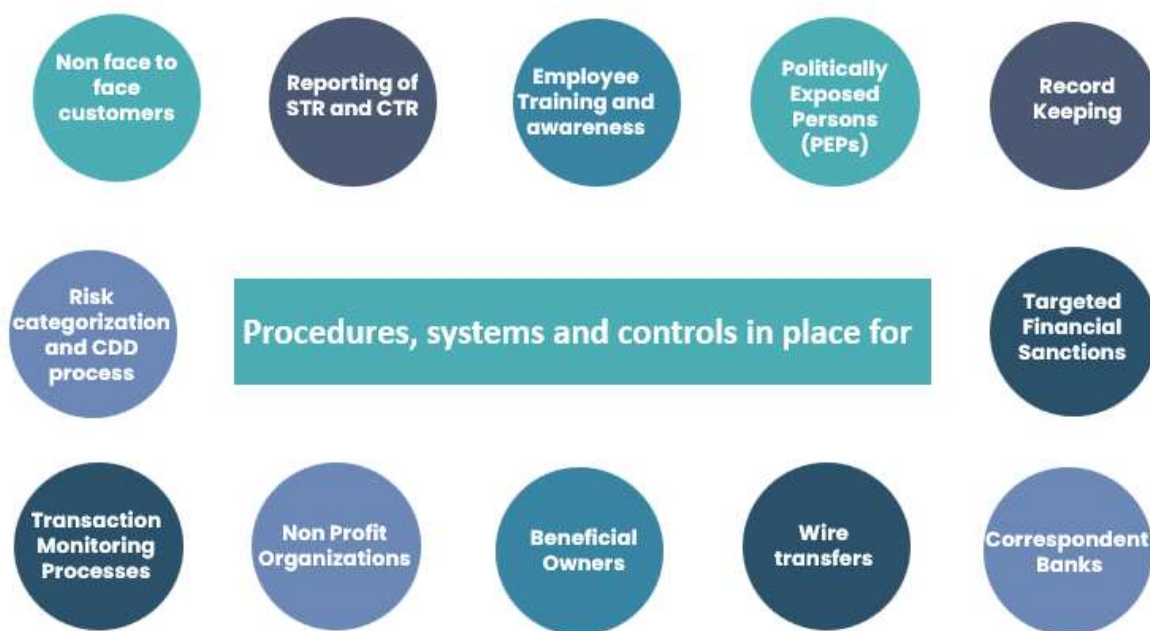 Non face to
face
customers
Reporting of
STR and CTR
Employee
Training and
awareness
Politically
Exposed
Persons
(PEPs)
Record
Keeping
Risk
categorization
and CDD
process
Procedures, systems and controls in place for
Targeted
Financial
Sanctions
Transaction
Monitoring
Processes
Non Profit
Organizations
Beneficial
Owners
Wire
transfers
Correspondent
Banks